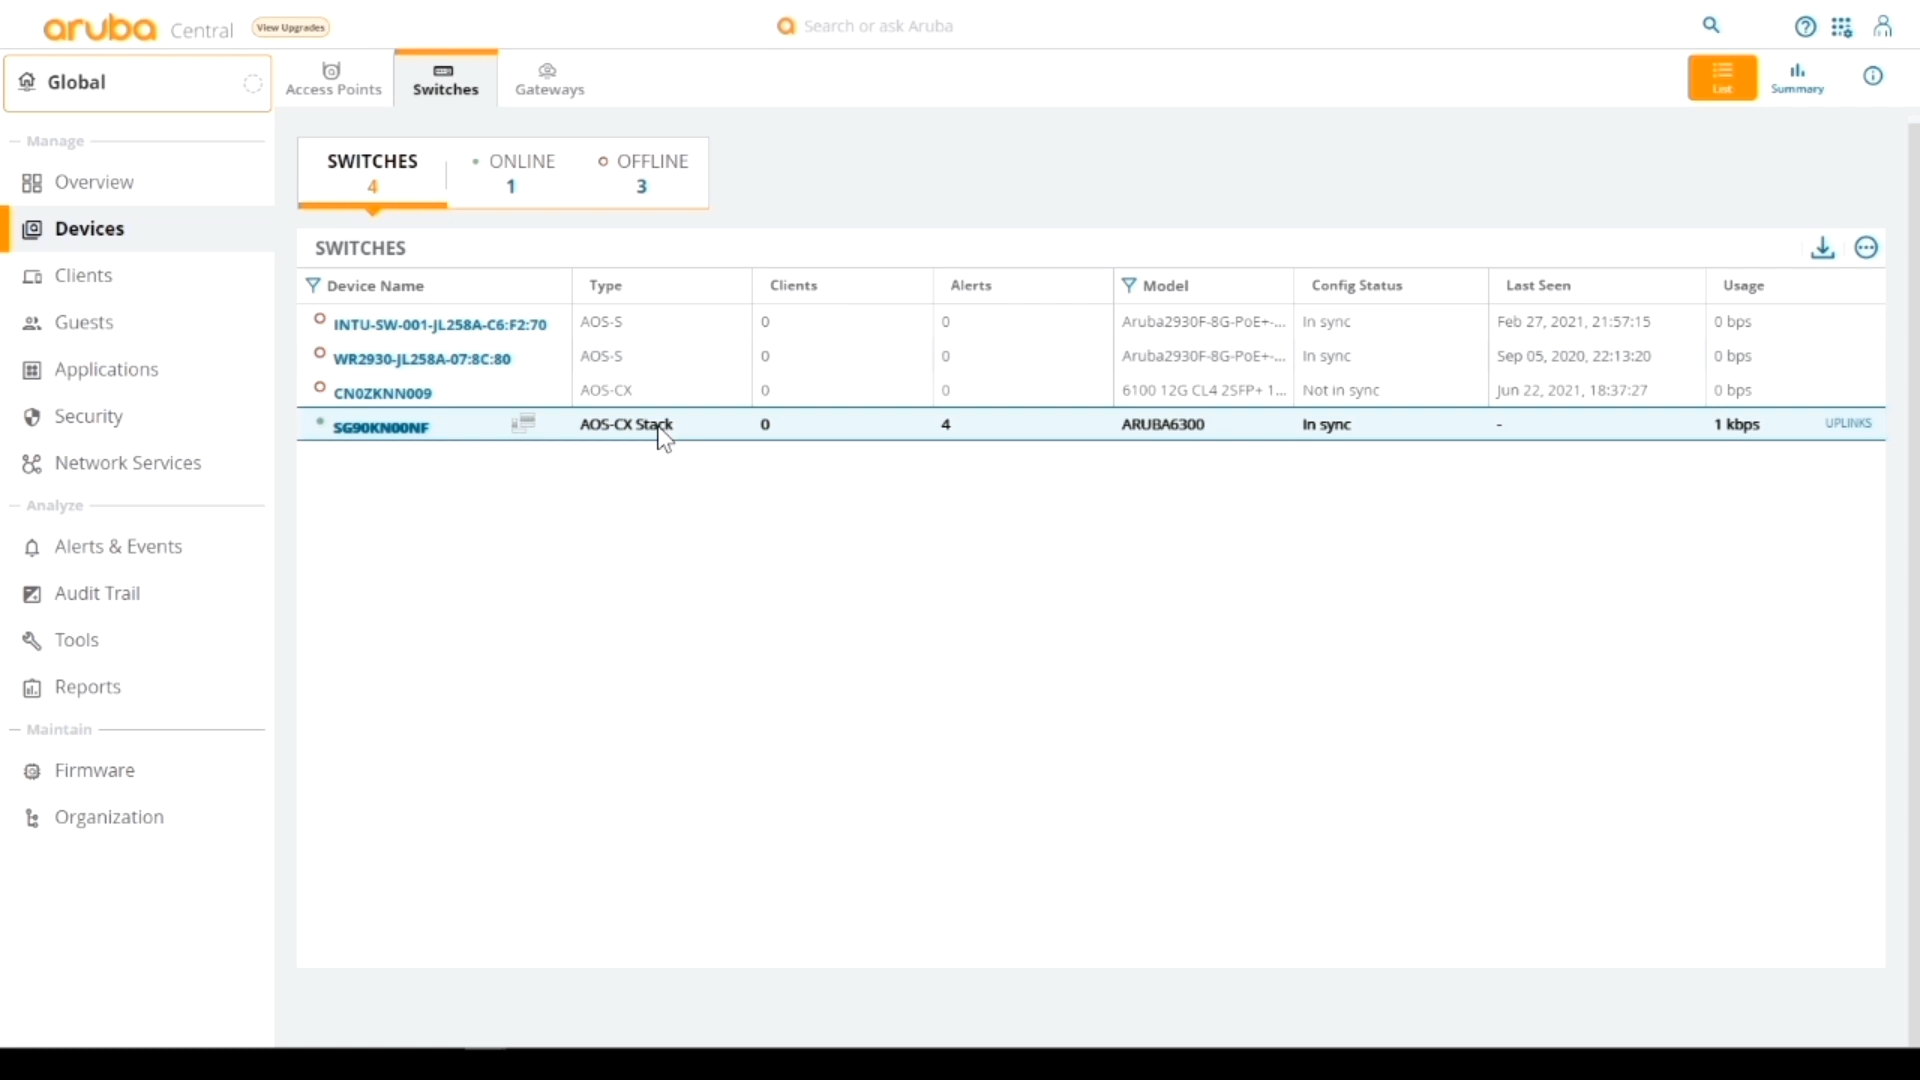 aruba Central View Upgrades Search or ask Aruba
Global Access Points Switches Gateways List Summary
Manage
Overview
Devices
Clients
Guests
Applications
Security
Network Services
Analyze
Alerts & Events
Audit Trail
Tools
Reports
Maintain
Firmware
Organization
SWITCHES ONLINE OFFLINE
4 1 3
SWITCHES
Device Name Type Clients Alerts Model Config Status Last Seen Usage
INTU-SW-001-JL258A-C6:F2:70 AOS-S 0 0 Aruba2930F-8G-PoE+-... In sync Feb 27, 2021, 21:57:15 0 bps
WR2930-JL258A-07:8C:80 AOS-S 0 0 Aruba2930F-8G-PoE+-... In sync Sep 05, 2020, 22:13:20 0 bps
CN0ZKNN009 AOS-CX 0 0 6100 12G CL4 2SFP+ 1... Not in sync Jun 22, 2021, 18:37:27 0 bps
SG90KN00NF AOS-CX Stack 0 4 ARUBA6300 In sync - 1 kbps UPLINKS